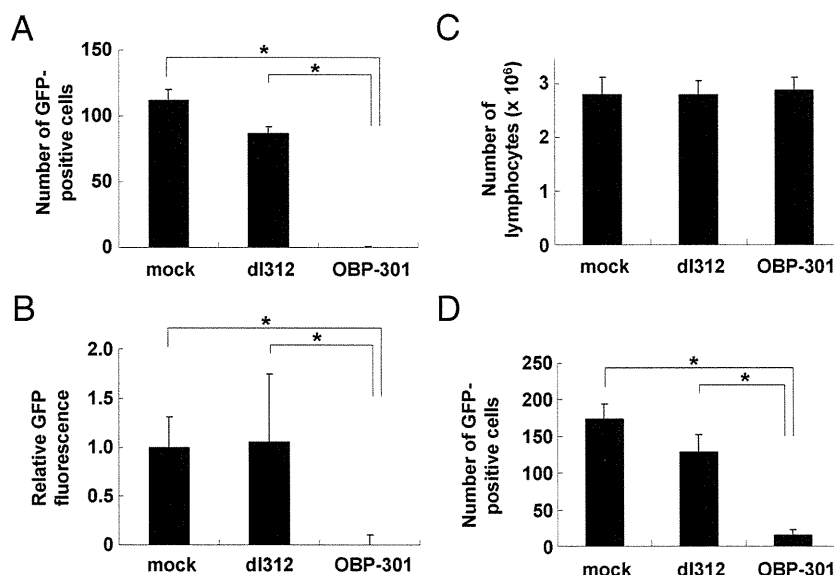 A
150
100
50
0
Number of GFP-
positive cells
*
*
mock dl312 OBP-301
B
2.0
1.5
1.0
0.5
0.0
Relative GFP
fluorescence
*
*
mock dl312 OBP-301
C
3
2
1
0
Number of
lymphocytes (x 10⁶)
mock dl312 OBP-301
D
250
200
150
100
50
0
Number of GFP-
positive cells
*
*
mock dl312 OBP-301